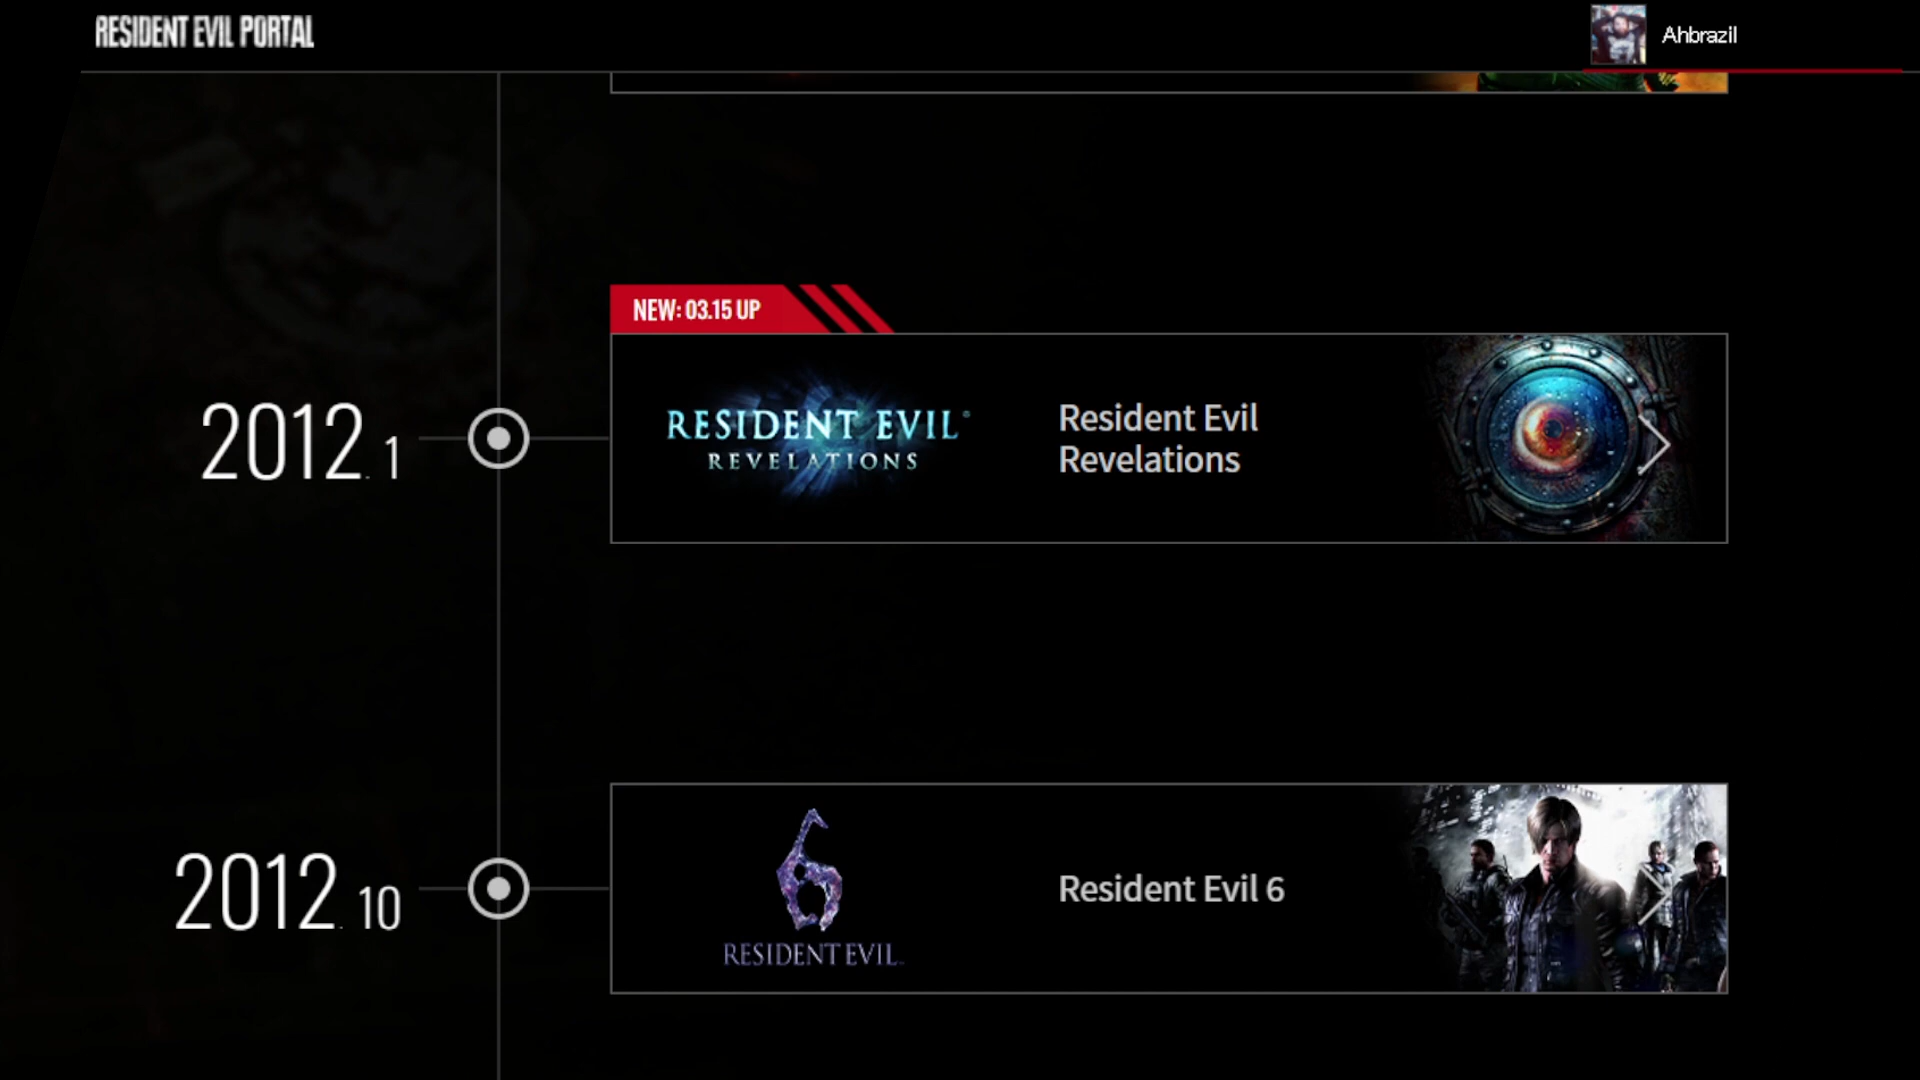 RESIDENT EVIL PORTAL
Ahbrazil
NEW: 03.15 UP
2012. 1
RESIDENT EVIL
REVELATIONS
Resident Evil
Revelations
2012. 10
6
RESIDENT EVIL
Resident Evil 6